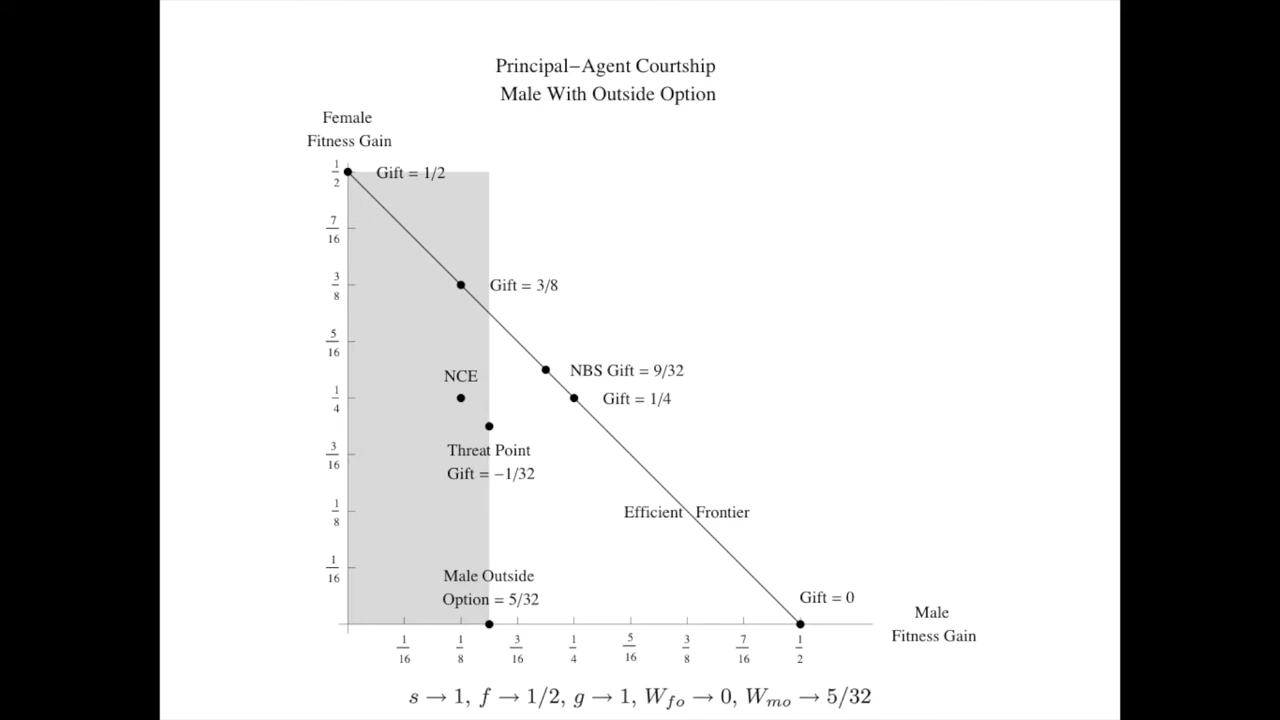 Principal−Agent Courtship
Male With Outside Option
Female
Fitness Gain
1/2
Gift = 1/2
7/16
3/8
Gift = 3/8
5/16
NBS Gift = 9/32
NCE
1/4
Gift = 1/4
3/16
Threat Point
Gift = −1/32
1/8
Efficient Frontier
1/16
Male Outside
Option = 5/32
Gift = 0
Male
Fitness Gain
1/16 1/8 3/16 1/4 5/16 3/8 7/16 1/2
s → 1, f → 1/2, g → 1, W_{fo} → 0, W_{mo} → 5/32